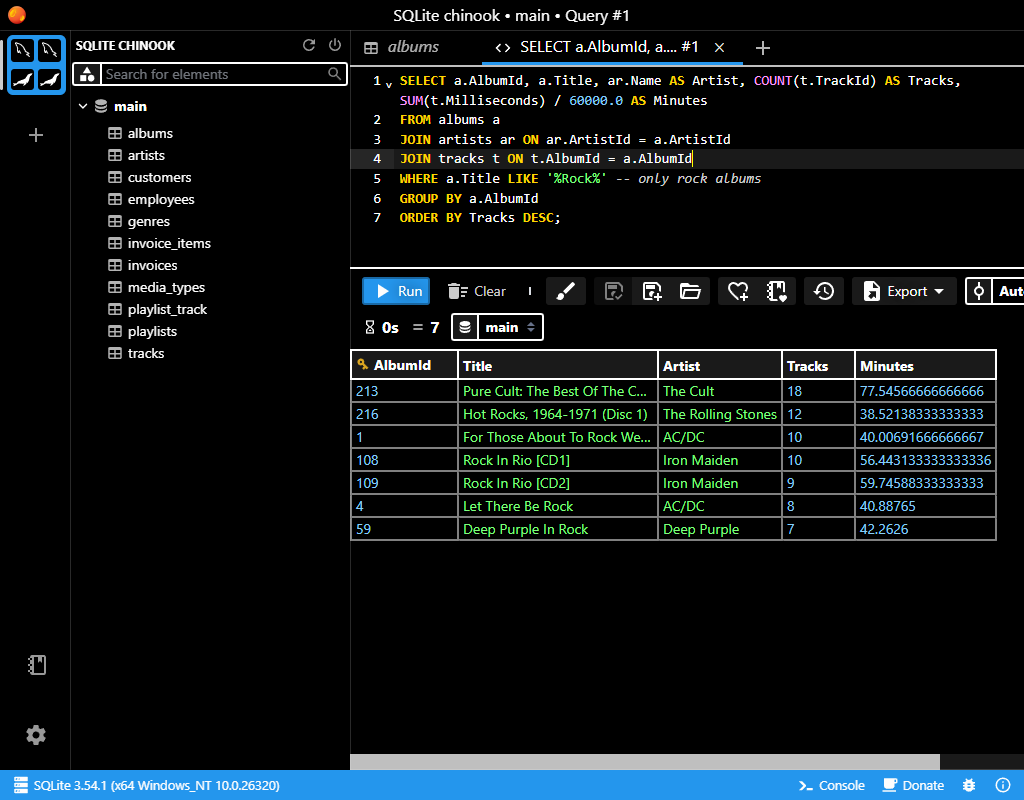 SQLite chinook • main • Query #1
SQLITE CHINOOK
Search for elements
main
albums
artists
customers
employees
genres
invoice_items
invoices
media_types
playlist_track
playlists
tracks
albums
SELECT a.AlbumId, a.... #1
1 SELECT a.AlbumId, a.Title, ar.Name AS Artist, COUNT(t.TrackId) AS Tracks,
SUM(t.Milliseconds) / 60000.0 AS Minutes
2 FROM albums a
3 JOIN artists ar ON ar.ArtistId = a.ArtistId
4 JOIN tracks t ON t.AlbumId = a.AlbumId
5 WHERE a.Title LIKE '%Rock%' -- only rock albums
6 GROUP BY a.AlbumId
7 ORDER BY Tracks DESC;
Run Clear Export Auto
0s = 7 main
AlbumId Title Artist Tracks Minutes
213 Pure Cult: The Best Of The C... The Cult 18 77.54566666666666
216 Hot Rocks, 1964-1971 (Disc 1) The Rolling Stones 12 38.52138333333333
1 For Those About To Rock We... AC/DC 10 40.00691666666667
108 Rock In Rio [CD1] Iron Maiden 10 56.443133333333336
109 Rock In Rio [CD2] Iron Maiden 9 59.74588333333333
4 Let There Be Rock AC/DC 8 40.88765
59 Deep Purple In Rock Deep Purple 7 42.2626
SQLite 3.54.1 (x64 Windows_NT 10.0.26320) Console Donate